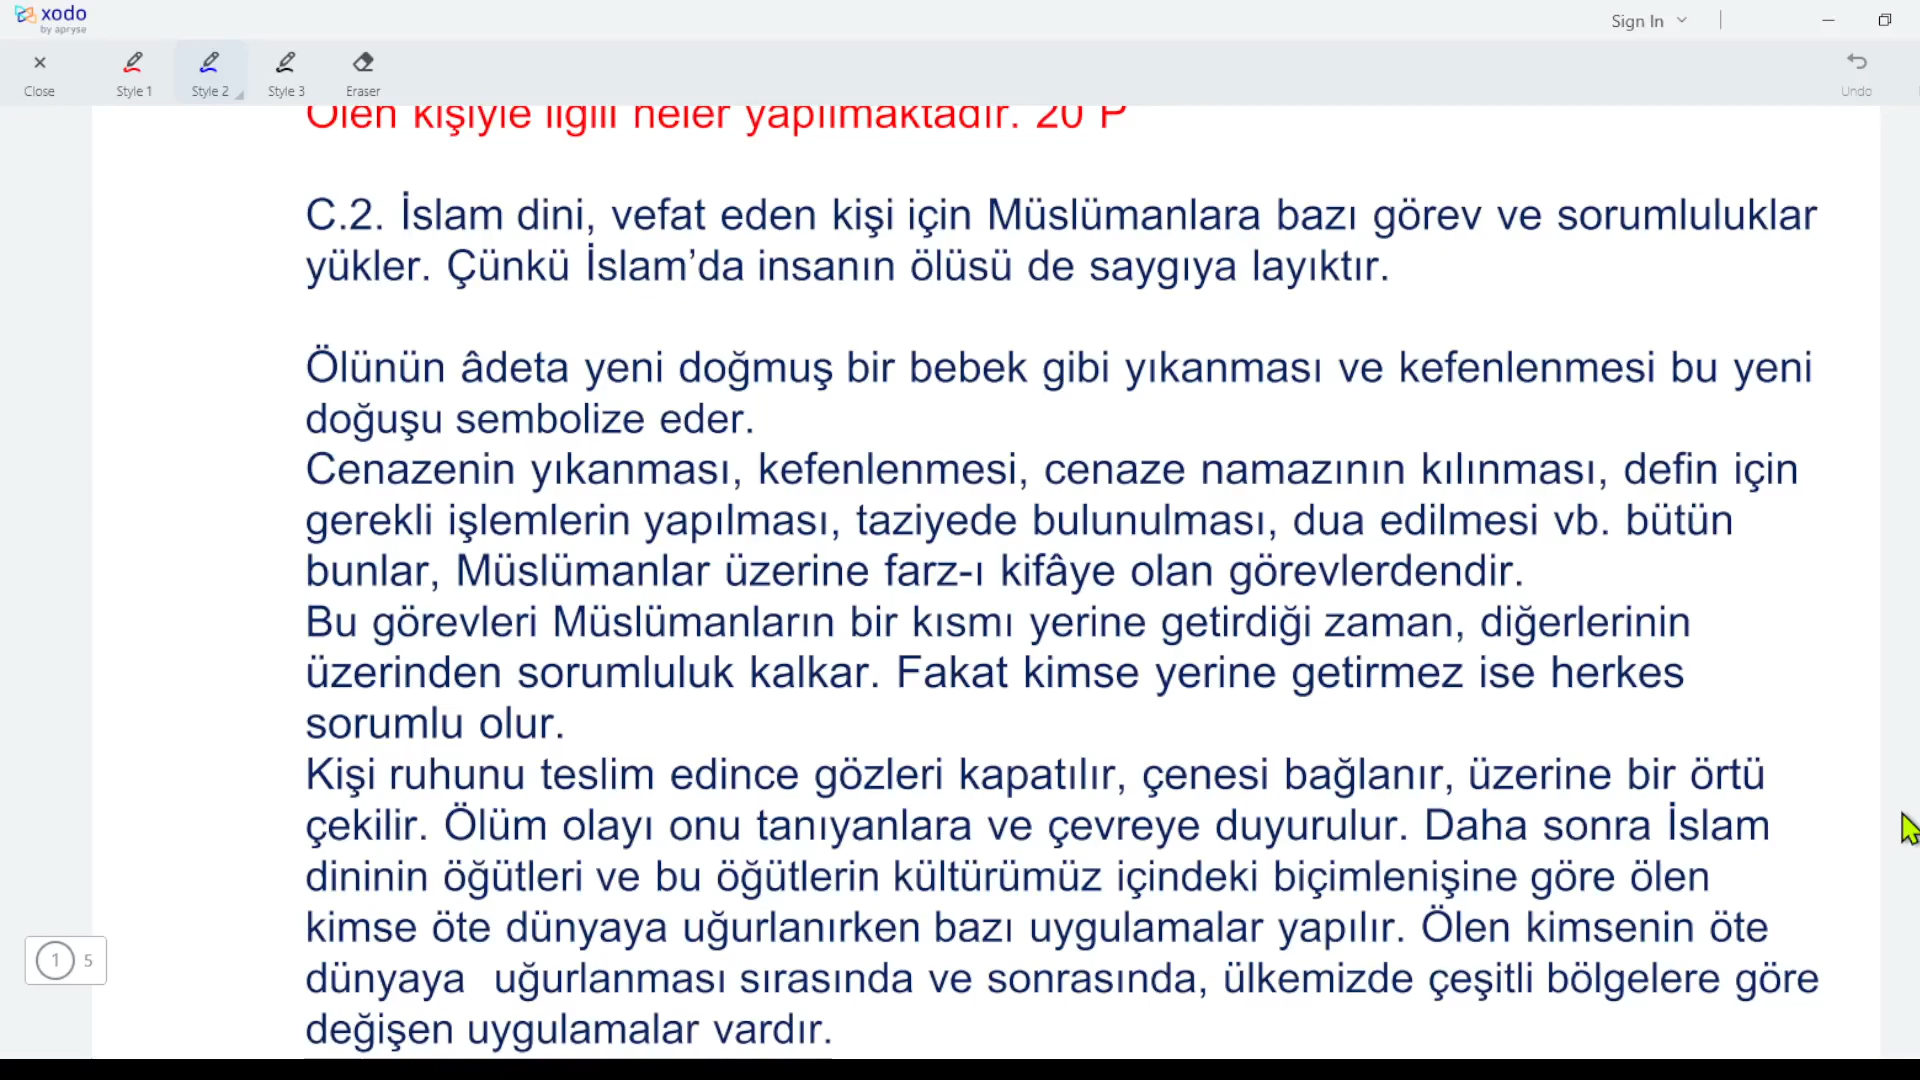 xodo
by apryse
Sign In
Close
Style 1
Style 2
Style 3
Eraser
Undo
Ölen kişiyle ilgili neler yapılmaktadır. 20 P
C.2. İslam dini, vefat eden kişi için Müslümanlara bazı görev ve sorumluluklar
yükler. Çünkü İslam’da insanın ölüsü de saygıya layıktır.
Ölünün âdeta yeni doğmuş bir bebek gibi yıkanması ve kefenlenmesi bu yeni
doğuşu sembolize eder.
Cenazenin yıkanması, kefenlenmesi, cenaze namazının kılınması, defin için
gerekli işlemlerin yapılması, taziyede bulunulması, dua edilmesi vb. bütün
bunlar, Müslümanlar üzerine farz-ı kifâye olan görevlerdendir.
Bu görevleri Müslümanların bir kısmı yerine getirdiği zaman, diğerlerinin
üzerinden sorumluluk kalkar. Fakat kimse yerine getirmez ise herkes
sorumlu olur.
Kişi ruhunu teslim edince gözleri kapatılır, çenesi bağlanır, üzerine bir örtü
çekilir. Ölüm olayı onu tanıyanlara ve çevreye duyurulur. Daha sonra İslam
dininin öğütleri ve bu öğütlerin kültürümüz içindeki biçimlenişine göre ölen
kimse öte dünyaya uğurlanırken bazı uygulamalar yapılır. Ölen kimsenin öte
dünyaya uğurlanması sırasında ve sonrasında, ülkemizde çeşitli bölgelere göre
değişen uygulamalar vardır.
1 5